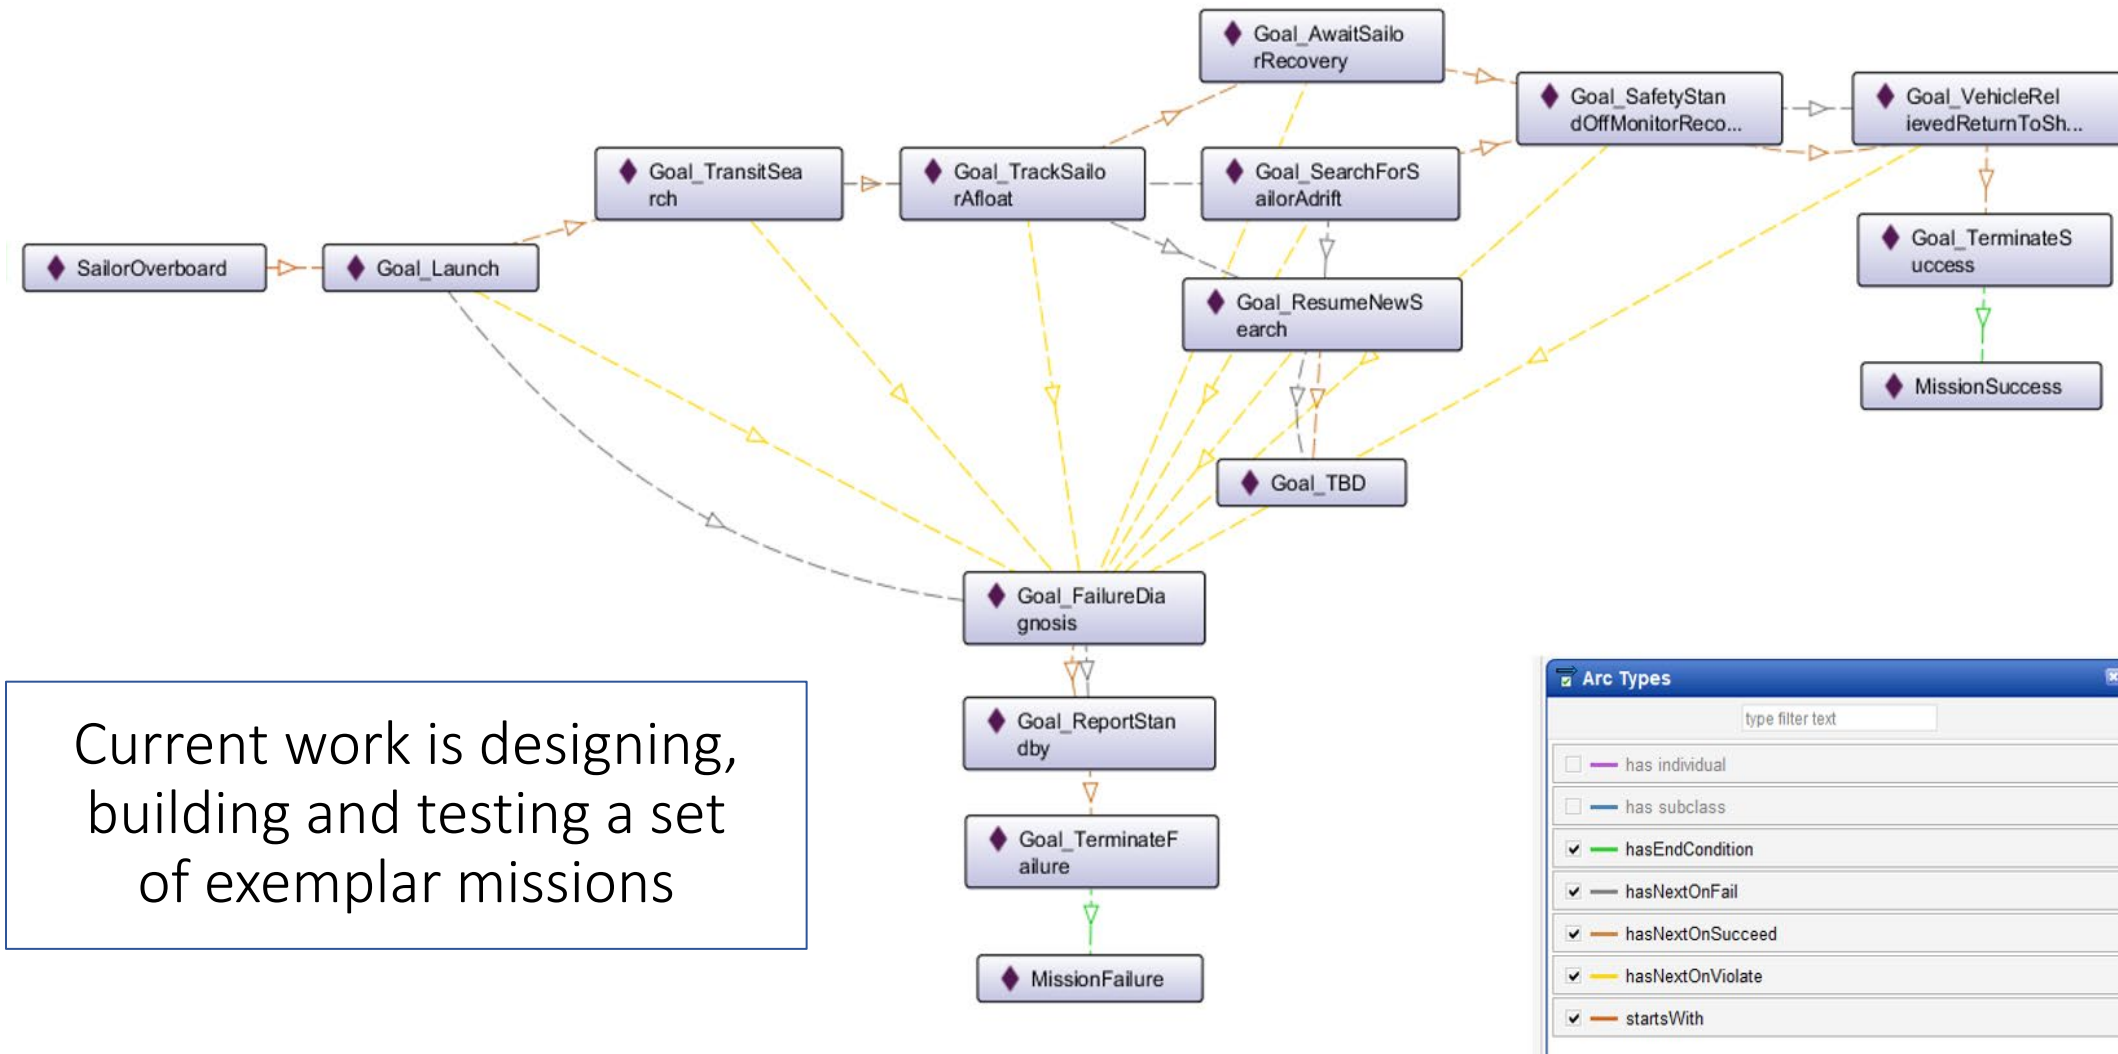 Goal_AwaitSailo
rRecovery
Goal_SafetyStan
dOffMonitorReco...
Goal_VehicleRel
ievedReturnToSh...
Goal_TransitSea
rch
Goal_TrackSailo
rAfloat
Goal_SearchForS
ailorAdrift
SailorOverboard
Goal_Launch
Goal_TerminateS
uccess
Goal_ResumeNewS
earch
MissionSuccess
Goal_TBD
Goal_FailureDia
gnosis
Goal_ReportStan
dby
Goal_TerminateF
ailure
MissionFailure
Current work is designing,
building and testing a set
of exemplar missions
Arc Types
type filter text
has individual
has subclass
hasEndCondition
hasNextOnFail
hasNextOnSucceed
hasNextOnViolate
startsWith